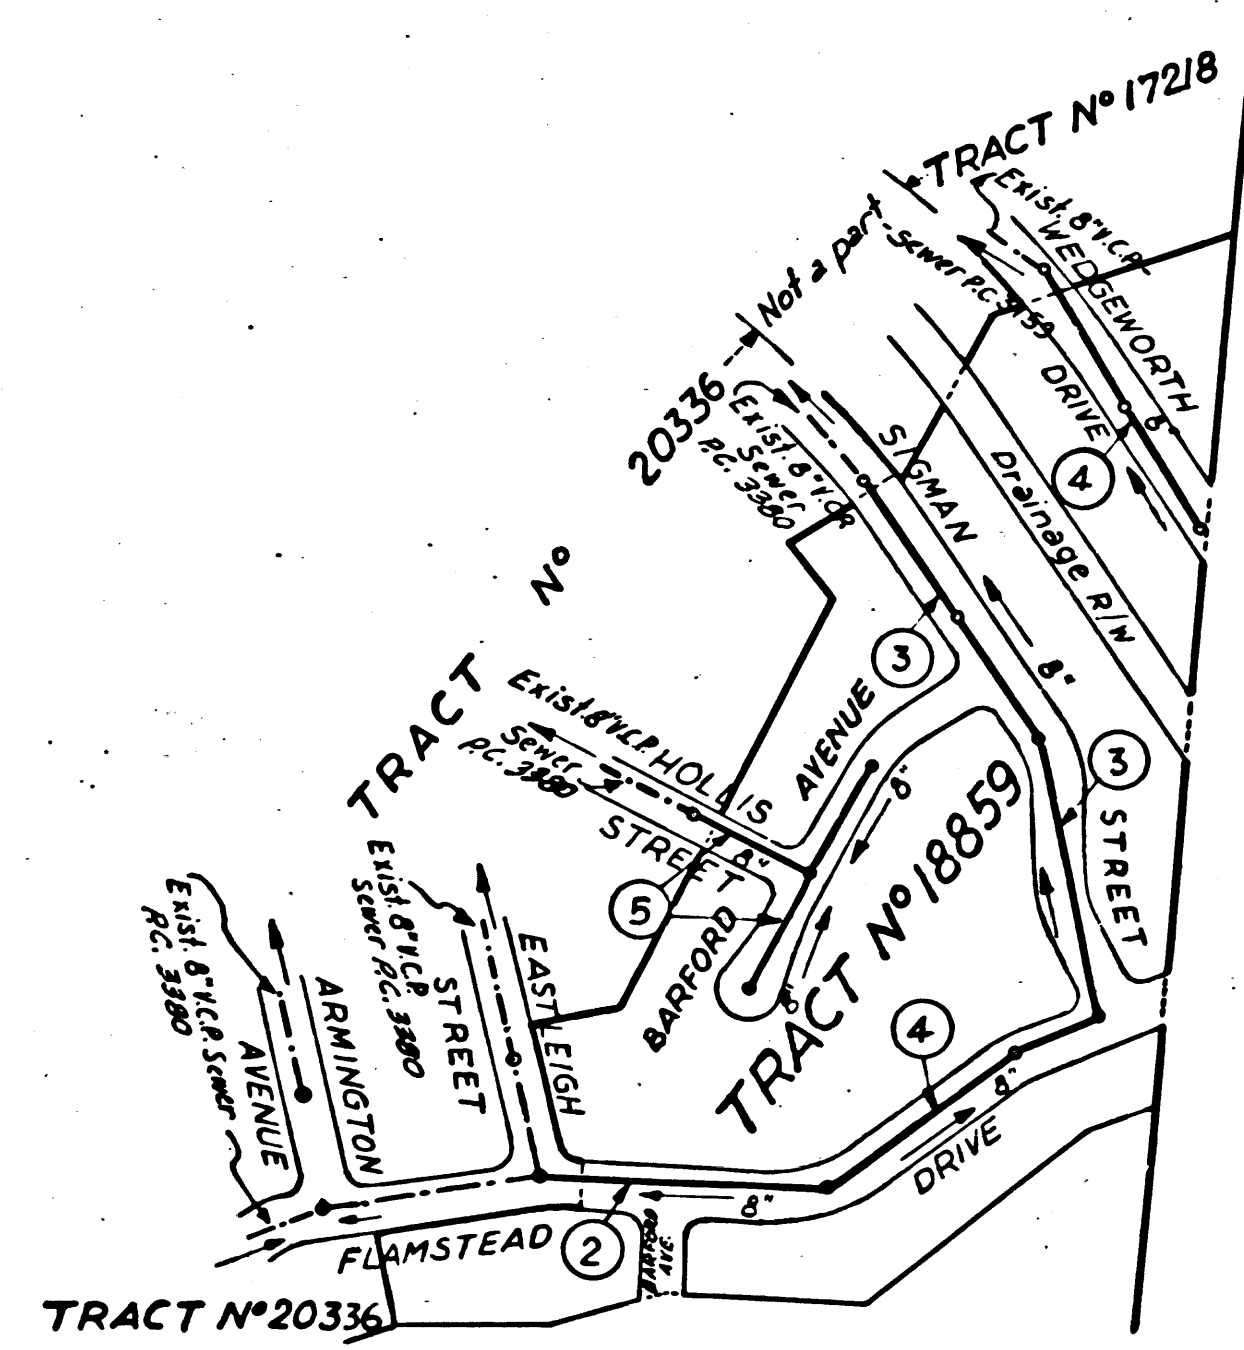 TRACT Nº 17218
Exist. 8" V.C.P.
Not a part
Sewer P.C. 3159
WEDGEWORTH
DRIVE
8"
4
20336
Exist. 8" V.C.P.
Sewer
P.C. 3380
SIGMAN
Drainage R/W
Nº
3
8"
TRACT
Exist. 8" V.C.P.
Sewer
P.C. 3380
HOLLIS
STREET
8"
AVENUE
8"
3
STREET
TRACT Nº 18859
5
BARFORD
8"
Exist. 8" V.C.P.
Sewer P.C. 3380
STREET
EASTLEIGH
Exist. 8" V.C.P. Sewer
P.C. 3380
AVENUE
ARMINGTON
4
8"
DRIVE
8"
2
BARFORD
AVE.
FLAMSTEAD
TRACT Nº 20336